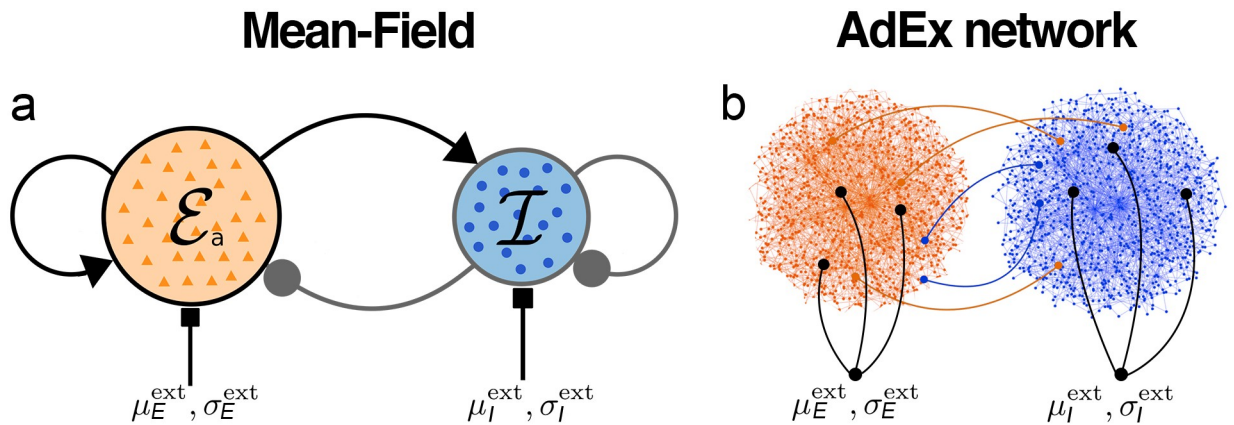 Mean-Field
AdEx network
a
b
ℰa
ℐ
μ_E^ext, σ_E^ext
μ_I^ext, σ_I^ext
μ_E^ext, σ_E^ext
μ_I^ext, σ_I^ext